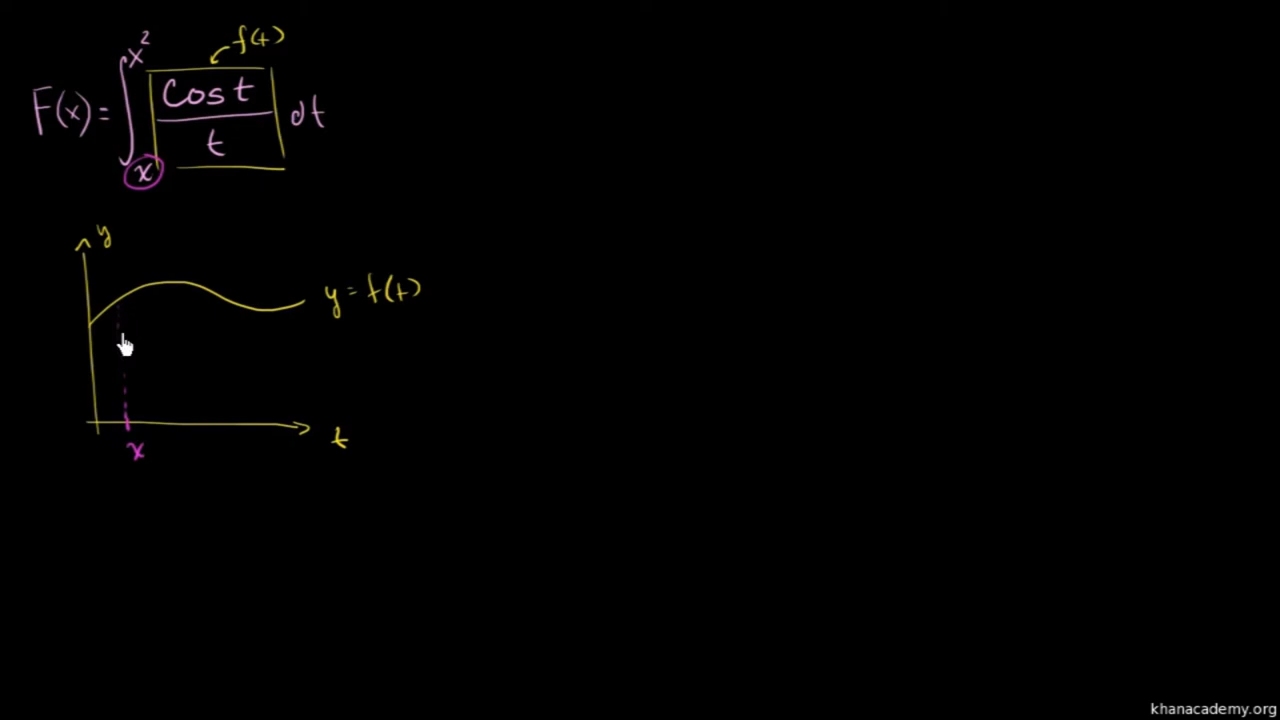 f(t)
F(x) = ∫ₓ^(x²) cos t / t dt
y
y = f(t)
x
t
khanacademy.org